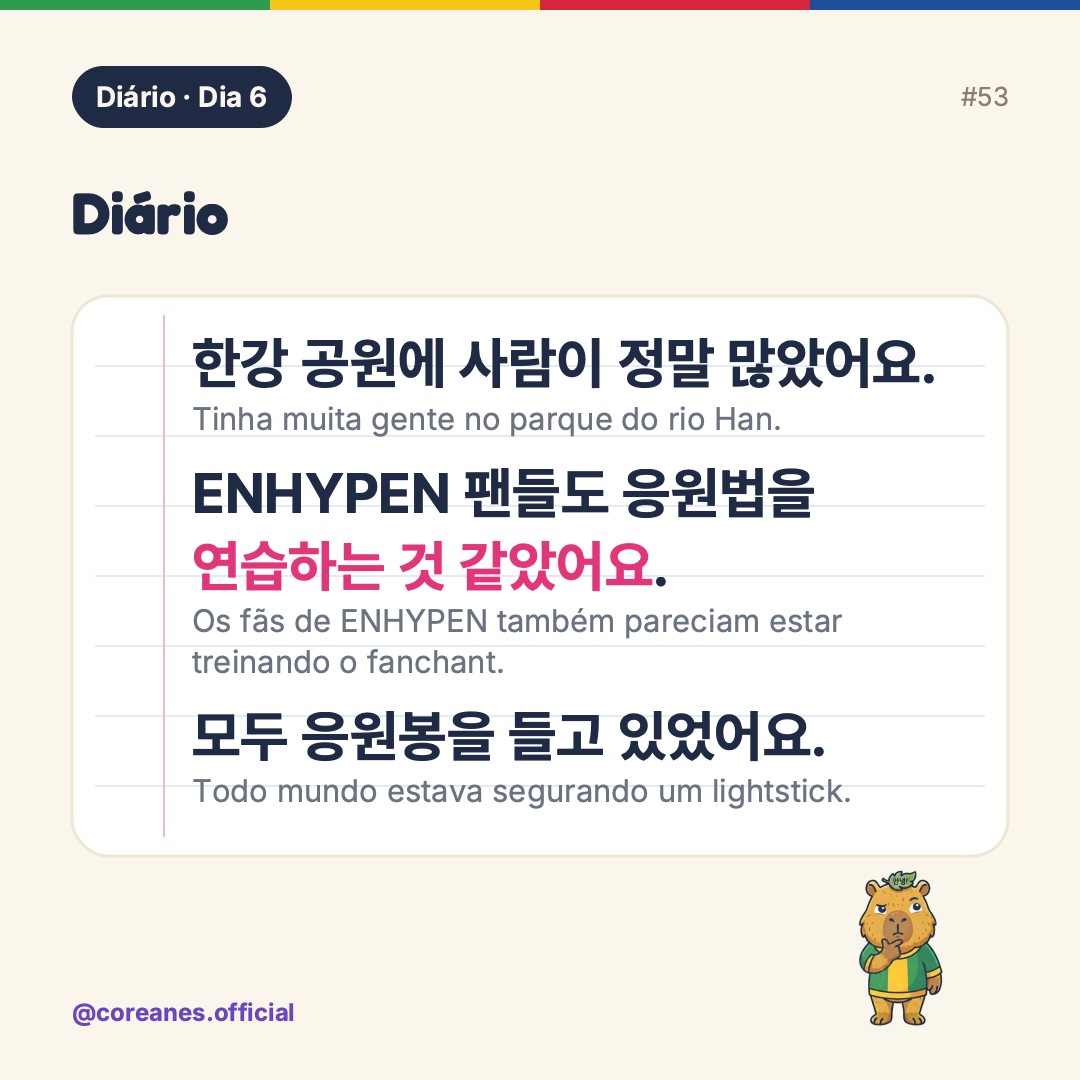 Diário · Dia 6
#53
Diário
한강 공원에 사람이 정말 많았어요.
Tinha muita gente no parque do rio Han.
ENHYPEN 팬들도 응원법을
연습하는 것 같았어요.
Os fãs de ENHYPEN também pareciam estar
treinando o fanchant.
모두 응원봉을 들고 있었어요.
Todo mundo estava segurando um lightstick.
안녕!
@coreanes.official